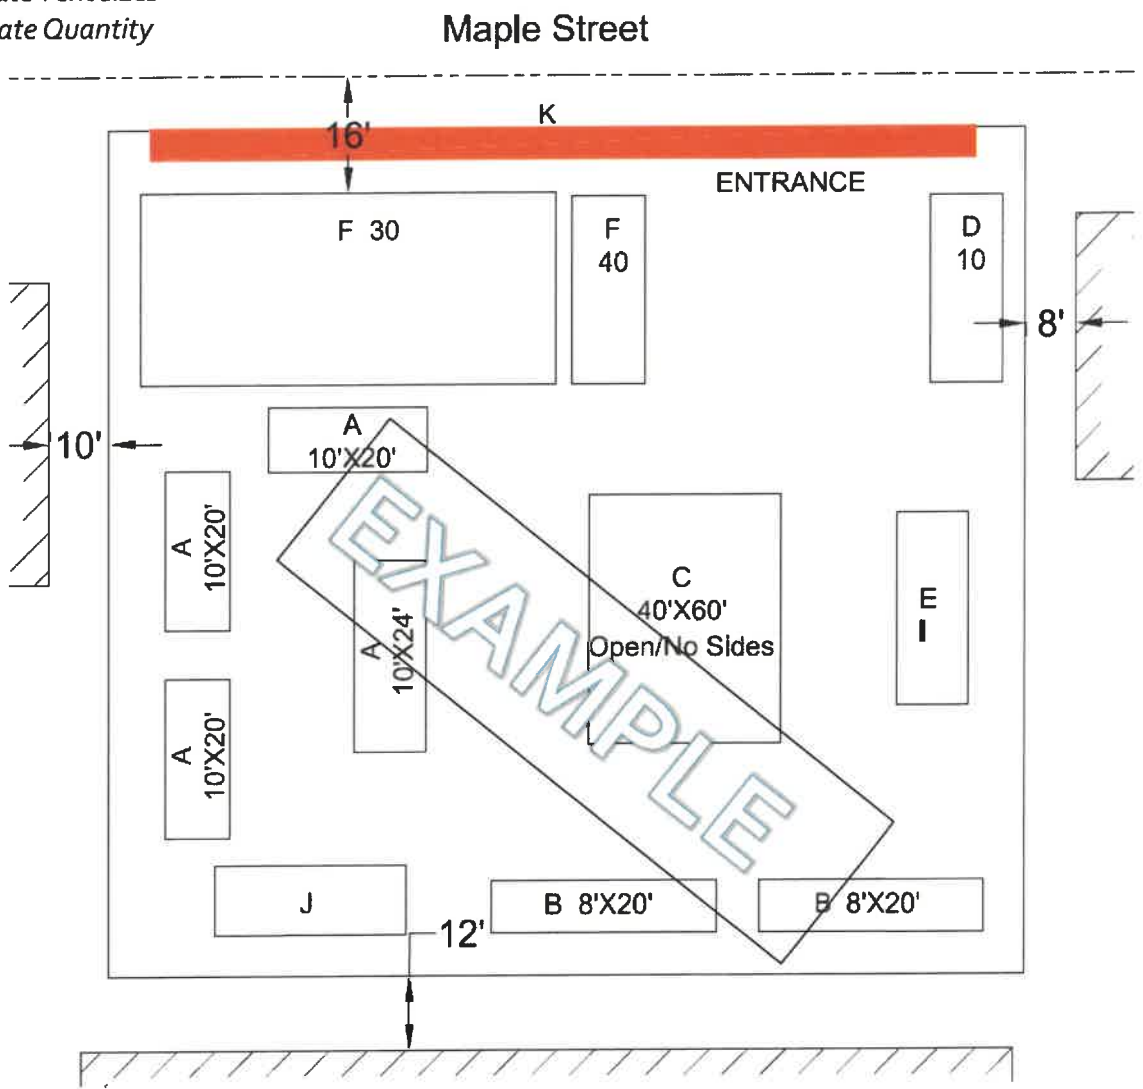 ate Quantity
Maple Street
K
16'
ENTRANCE
F 30
F
40
D
10
8'
10'
A
10'X20'
A
10'X20'
A
10'X24'
EXAMPLE
C
40'X60'
Open/No Sides
E
I
A
10'X20'
J
B 8'X20'
B 8'X20'
12'